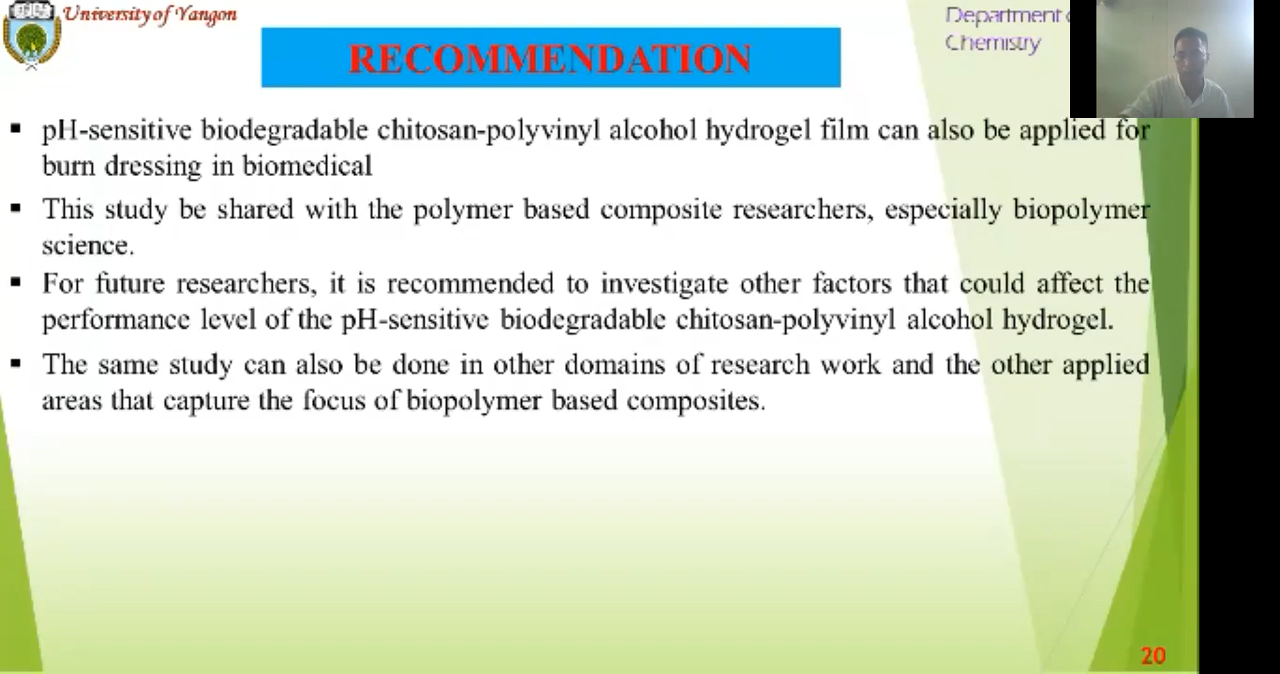 University of Yangon
Department
Chemistry
RECOMMENDATION
▪ pH-sensitive biodegradable chitosan-polyvinyl alcohol hydrogel film can also be applied for
burn dressing in biomedical
▪ This study be shared with the polymer based composite researchers, especially biopolymer
science.
▪ For future researchers, it is recommended to investigate other factors that could affect the
performance level of the pH-sensitive biodegradable chitosan-polyvinyl alcohol hydrogel.
▪ The same study can also be done in other domains of research work and the other applied
areas that capture the focus of biopolymer based composites.
20